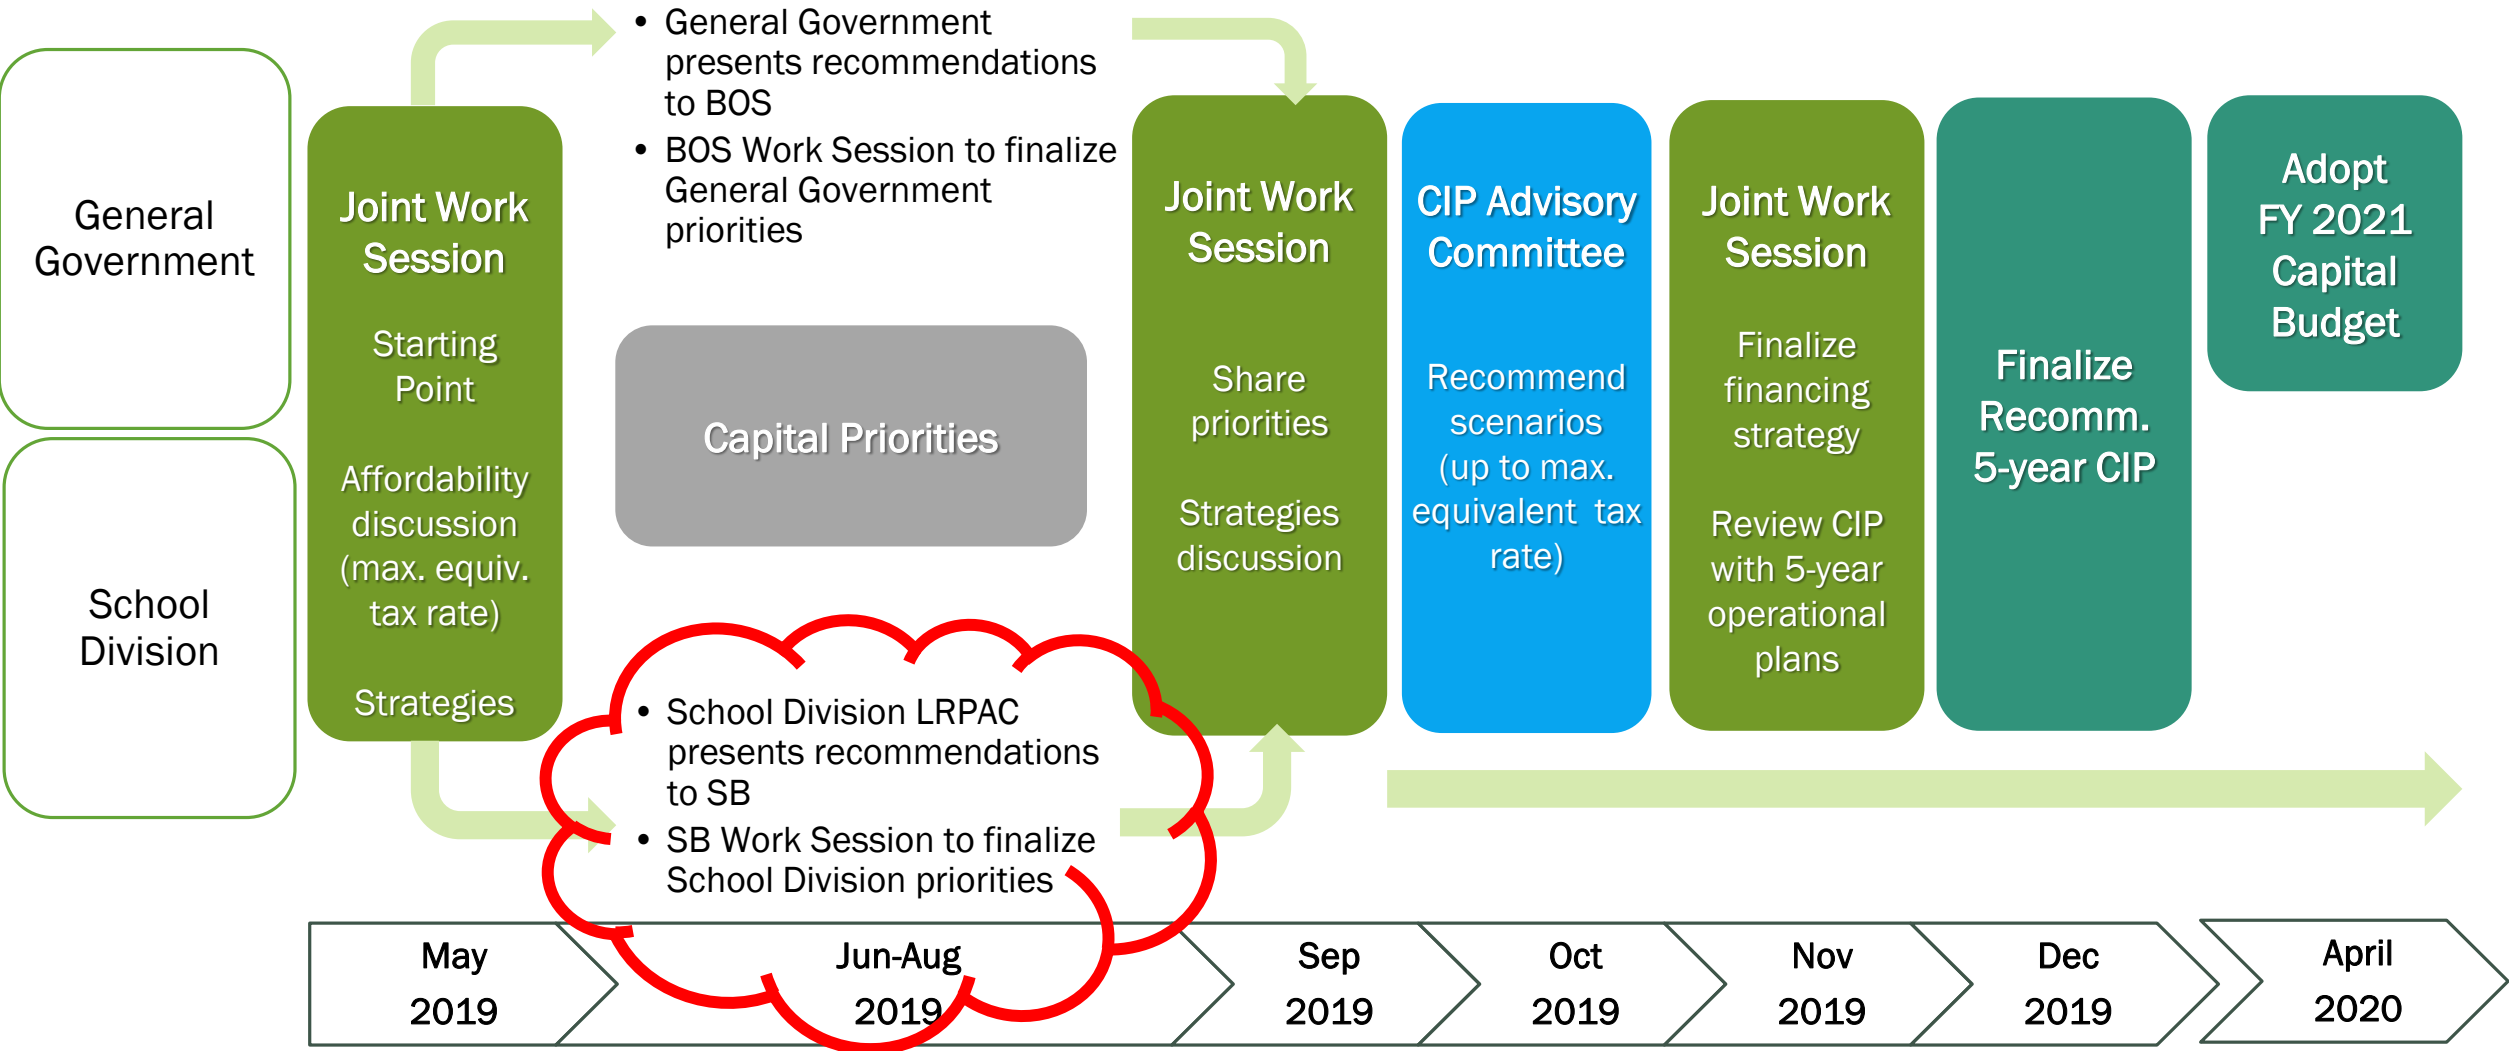 General
Government
School
Division
Joint Work
Session
Starting
Point
Affordability
discussion
(max. equiv.
tax rate)
Strategies
• General Government
presents recommendations
to BOS
• BOS Work Session to finalize
General Government
priorities
Capital Priorities
• School Division LRPAC
presents recommendations
to SB
• SB Work Session to finalize
School Division priorities
Joint Work
Session
Share
priorities
Strategies
discussion
CIP Advisory
Committee
Recommend
scenarios
(up to max.
equivalent tax
rate)
Joint Work
Session
Finalize
financing
strategy
Review CIP
with 5-year
operational
plans
Finalize
Recomm.
5-year CIP
Adopt
FY 2021
Capital
Budget
May
2019
Jun-Aug
2019
Sep
2019
Oct
2019
Nov
2019
Dec
2019
April
2020